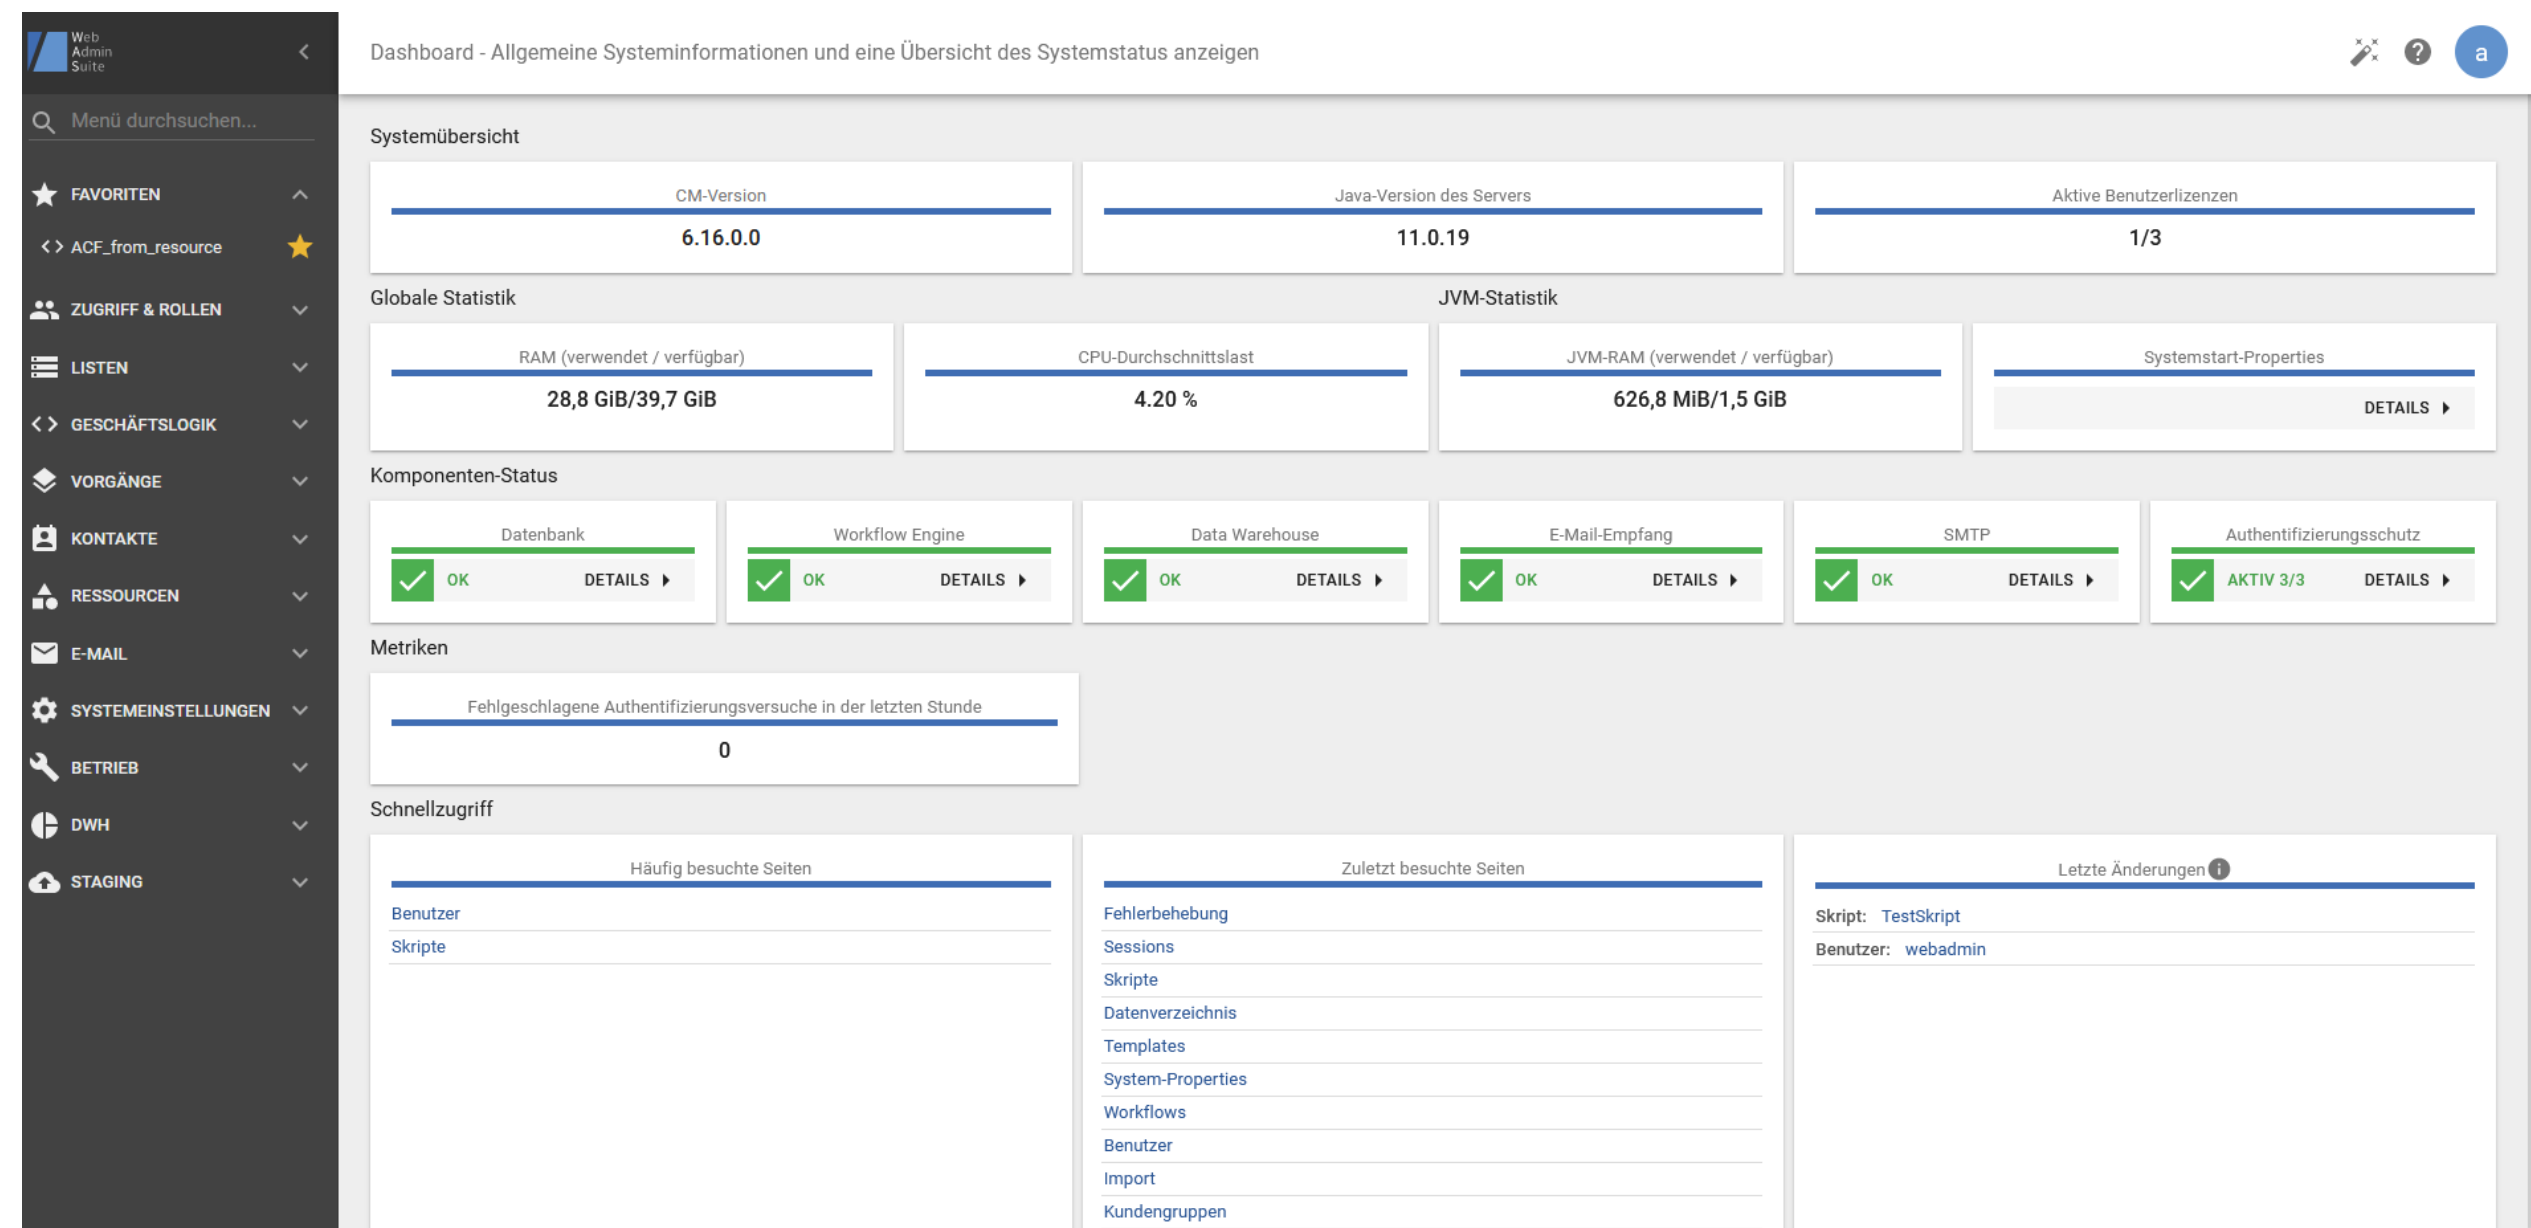 Web
Admin
Suite
Menü durchsuchen...
FAVORITEN
ACF_from_resource
ZUGRIFF & ROLLEN
LISTEN
GESCHÄFTSLOGIK
VORGÄNGE
KONTAKTE
RESSOURCEN
E-MAIL
SYSTEMEINSTELLUNGEN
BETRIEB
DWH
STAGING
Dashboard - Allgemeine Systeminformationen und eine Übersicht des Systemstatus anzeigen
a
Systemübersicht
CM-Version
6.16.0.0
Java-Version des Servers
11.0.19
Aktive Benutzerlizenzen
1/3
Globale Statistik
RAM (verwendet / verfügbar)
28,8 GiB/39,7 GiB
CPU-Durchschnittslast
4.20 %
JVM-Statistik
JVM-RAM (verwendet / verfügbar)
626,8 MiB/1,5 GiB
Systemstart-Properties
DETAILS
Komponenten-Status
Datenbank
OK DETAILS
Workflow Engine
OK DETAILS
Data Warehouse
OK DETAILS
E-Mail-Empfang
OK DETAILS
SMTP
OK DETAILS
Authentifizierungsschutz
AKTIV 3/3 DETAILS
Metriken
Fehlgeschlagene Authentifizierungsversuche in der letzten Stunde
0
Schnellzugriff
Häufig besuchte Seiten
Benutzer
Skripte
Zuletzt besuchte Seiten
Fehlerbehebung
Sessions
Skripte
Datenverzeichnis
Templates
System-Properties
Workflows
Benutzer
Import
Kundengruppen
Letzte Änderungen
Skript: TestSkript
Benutzer: webadmin